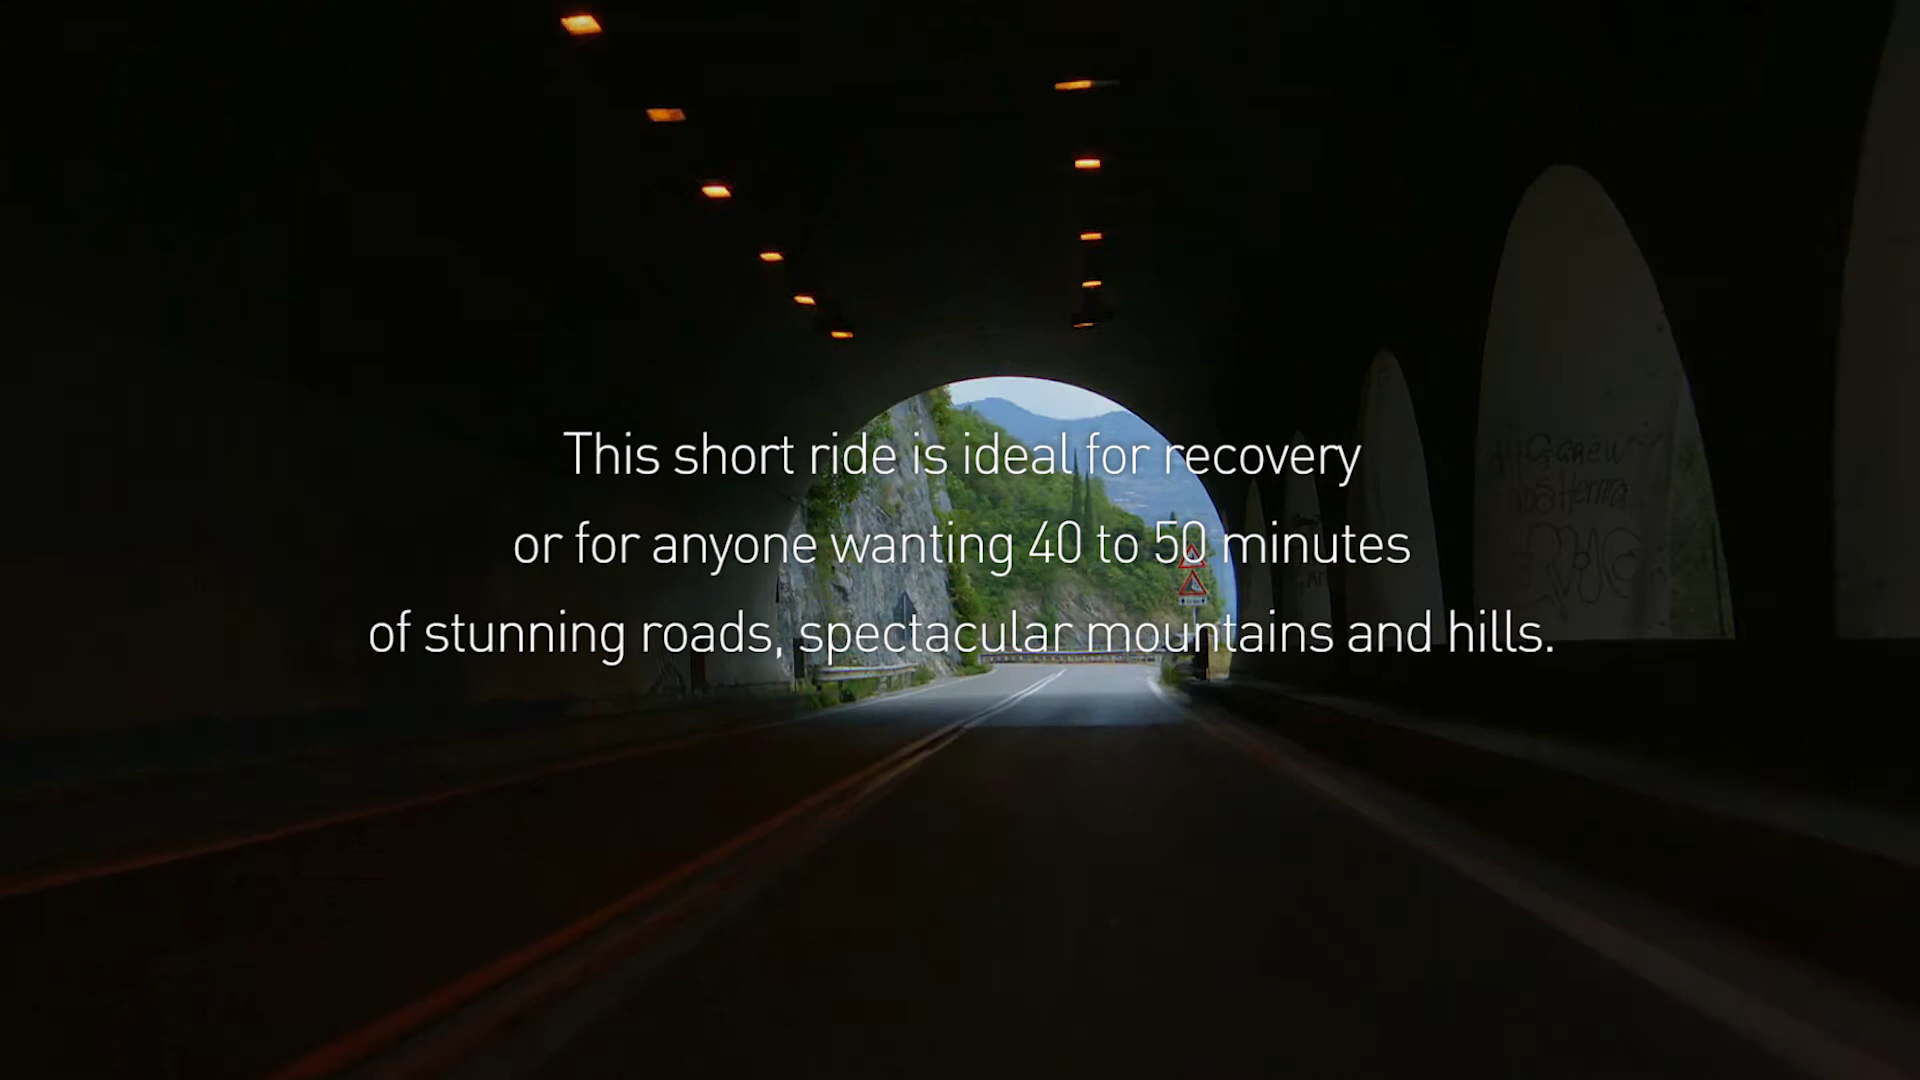 This short ride is ideal for recovery
or for anyone wanting 40 to 50 minutes
of stunning roads, spectacular mountains and hills.